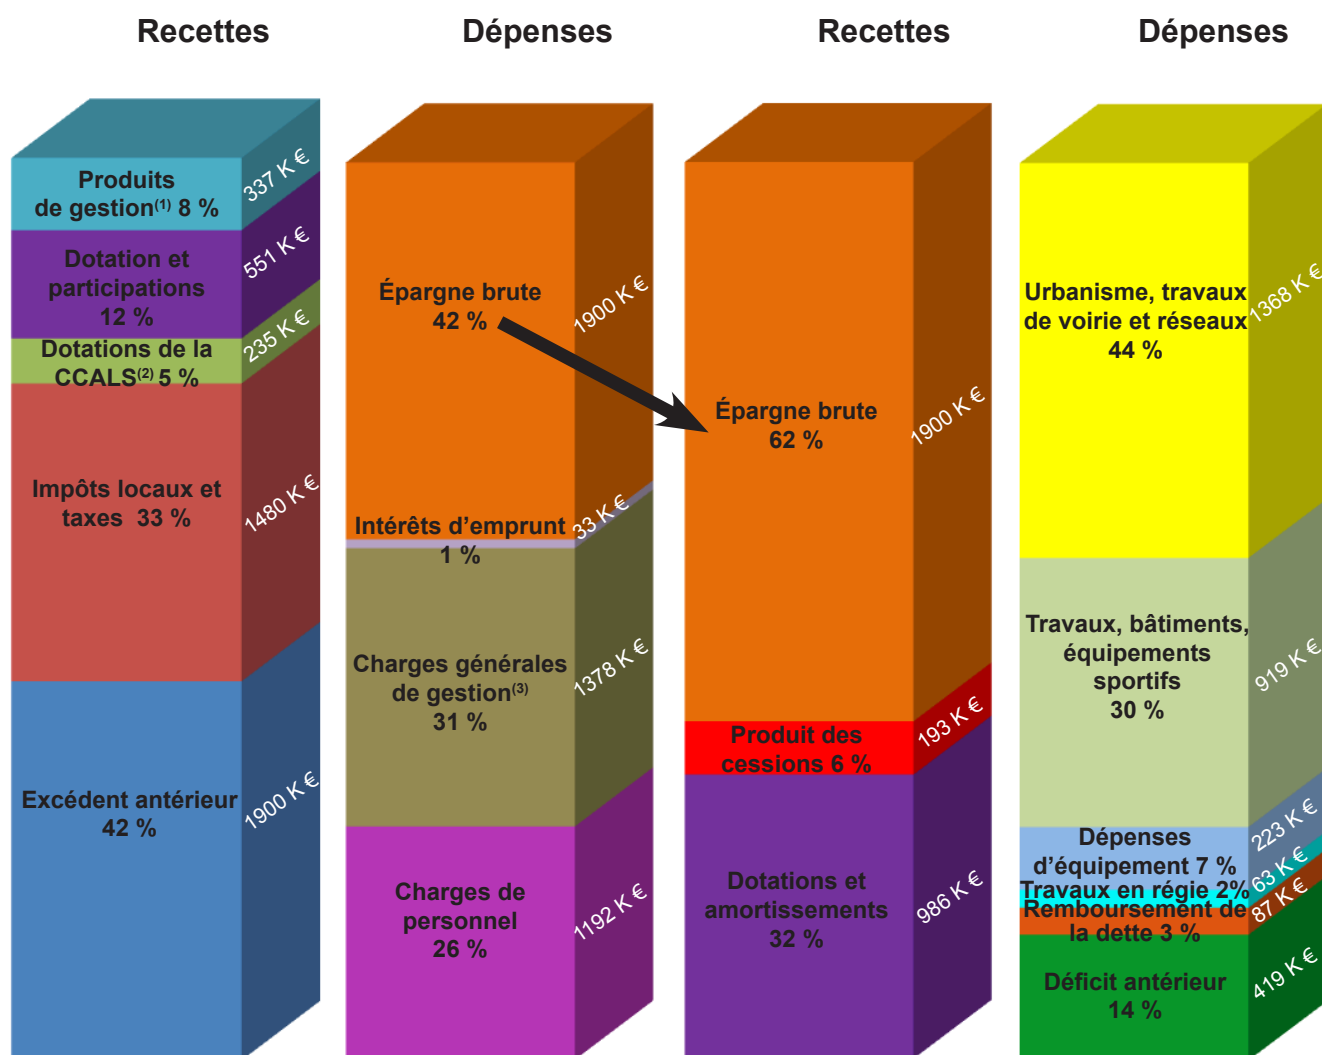 Recettes
Dépenses
Recettes
Dépenses
Produits
de gestion(1) 8 %
337 K €
Dotation et
participations
12 %
551 K €
Dotations de la
CCALS(2) 5 %
235 K €
Impôts locaux et
taxes 33 %
1480 K €
Excédent antérieur
42 %
1900 K €
Épargne brute
42 %
1900 K €
Intérêts d’emprunt
1 %
33 K €
Charges générales
de gestion(3)
31 %
1378 K €
Charges de
personnel
26 %
1192 K €
Épargne brute
62 %
1900 K €
Produit des
cessions 6 %
193 K €
Dotations et
amortissements
32 %
986 K €
Urbanisme, travaux
de voirie et réseaux
44 %
1368 K €
Travaux, bâtiments,
équipements
sportifs
30 %
919 K €
Dépenses
d’équipement 7 %
223 K €
Travaux en régie 2%
63 K €
Remboursement de
la dette 3 %
87 K €
Déficit antérieur
14 %
419 K €